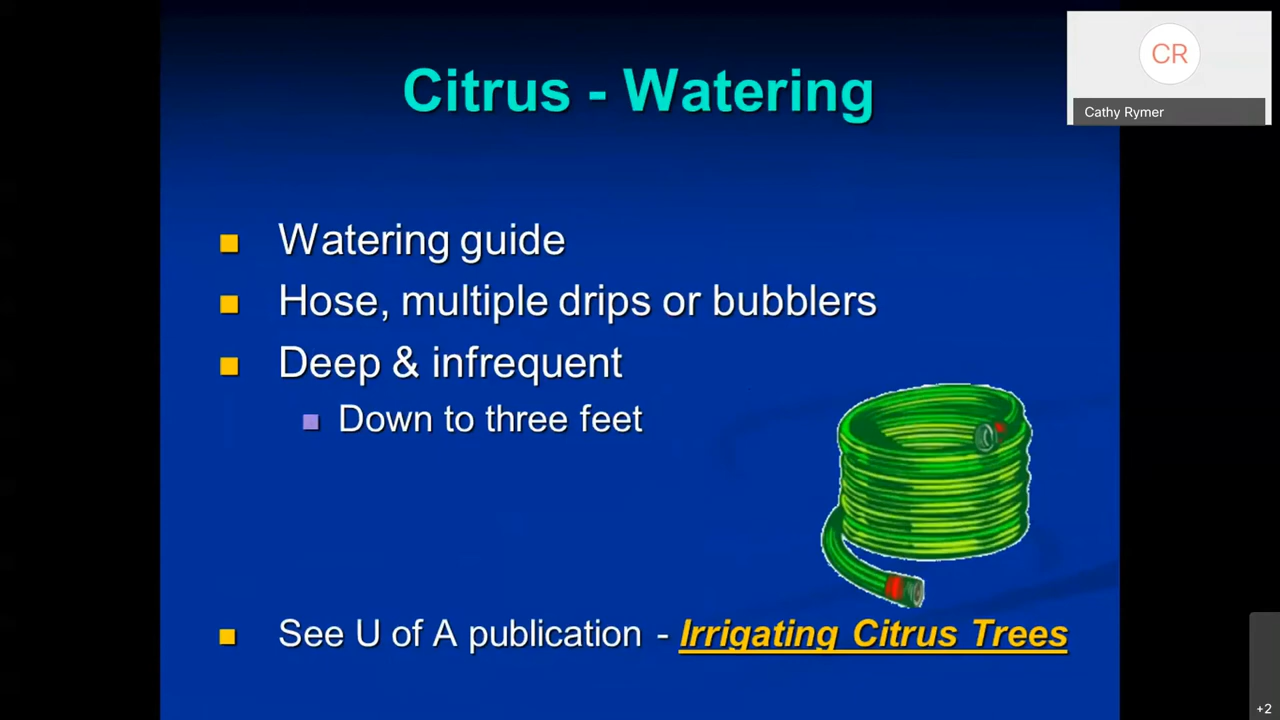 Citrus - Watering
CR
Cathy Rymer
Watering guide
Hose, multiple drips or bubblers
Deep & infrequent
Down to three feet
See U of A publication - Irrigating Citrus Trees
+2